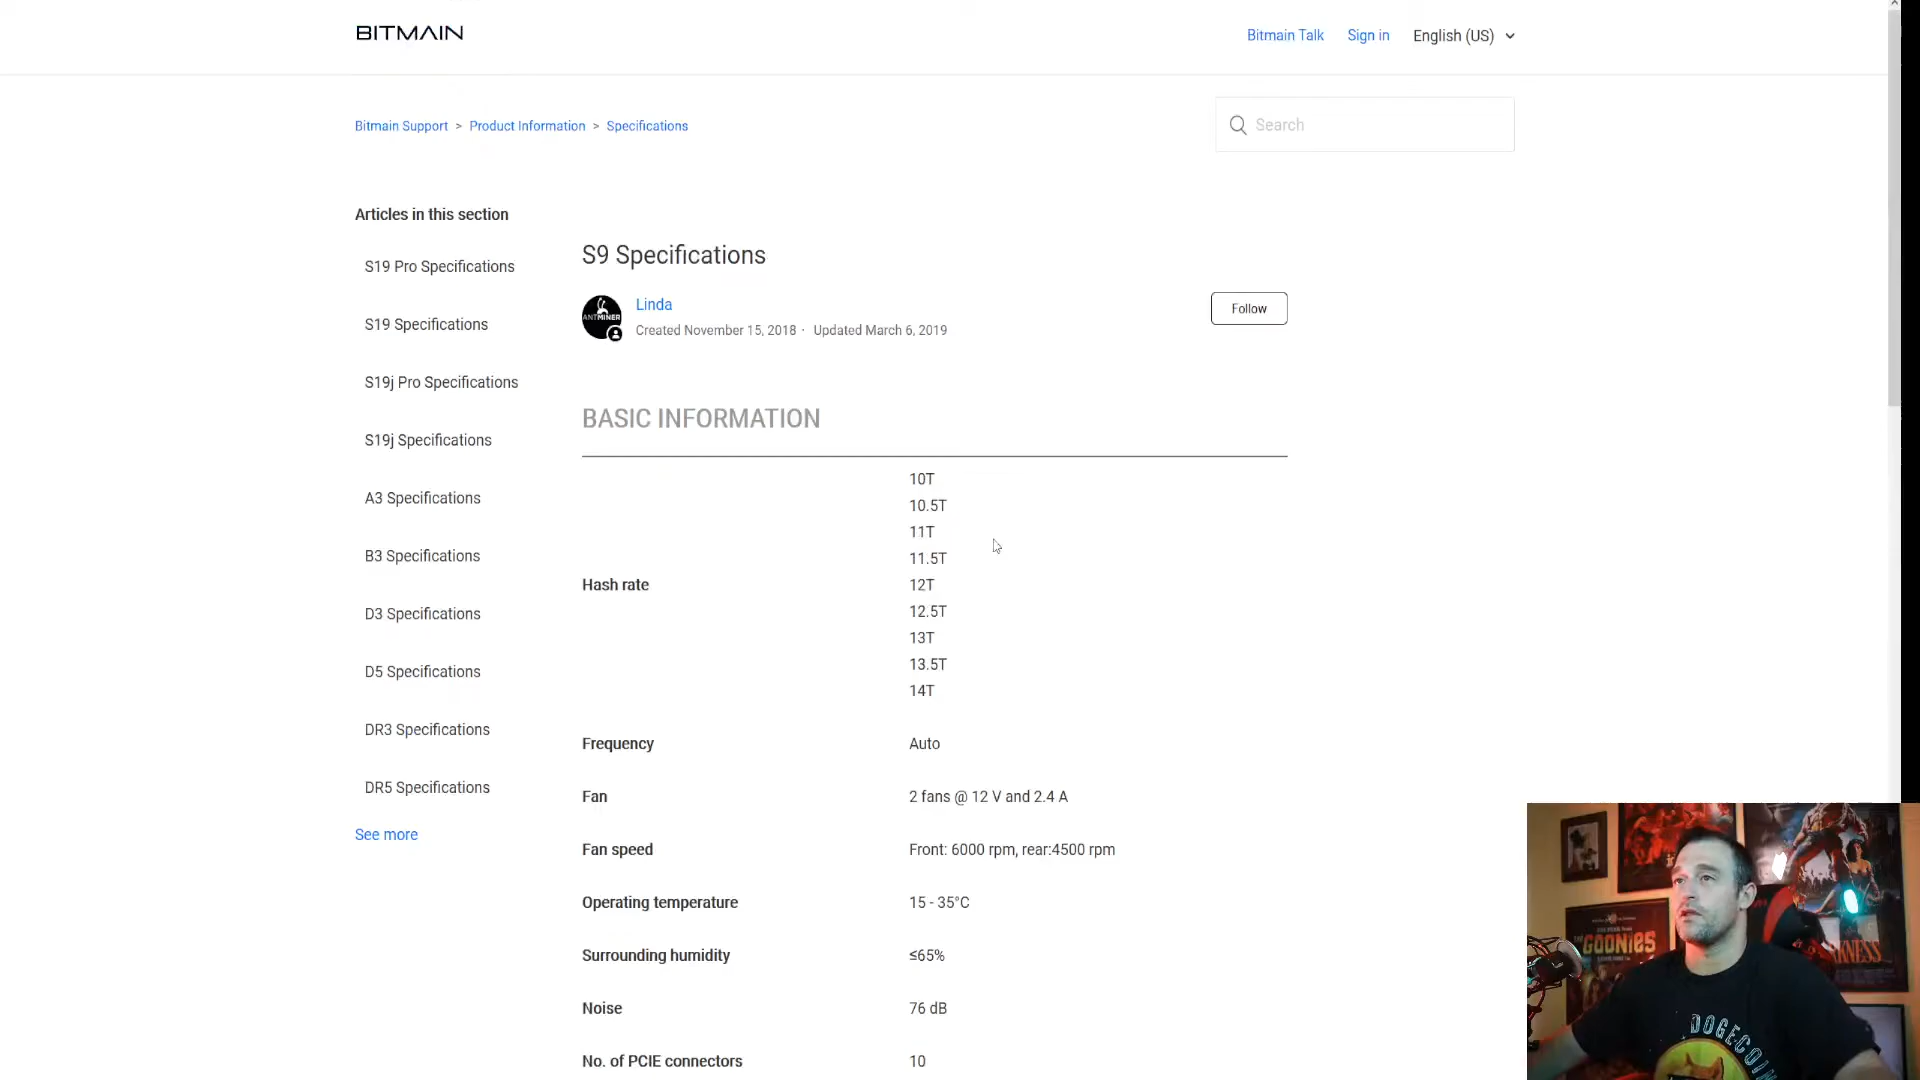 BITMAIN
Bitmain Talk Sign in English (US)
Bitmain Support > Product Information > Specifications
Search
Articles in this section
S19 Pro Specifications
S19 Specifications
S19j Pro Specifications
S19j Specifications
A3 Specifications
B3 Specifications
D3 Specifications
D5 Specifications
DR3 Specifications
DR5 Specifications
See more
S9 Specifications
ANTMINER
Linda
Created November 15, 2018 · Updated March 6, 2019
Follow
BASIC INFORMATION
Hash rate
10T
10.5T
11T
11.5T
12T
12.5T
13T
13.5T
14T
Frequency Auto
Fan 2 fans @ 12 V and 2.4 A
Fan speed Front: 6000 rpm, rear:4500 rpm
Operating temperature 15 - 35°C
Surrounding humidity ≤65%
Noise 76 dB
No. of PCIE connectors 10
GOONIES
DOGECOIN